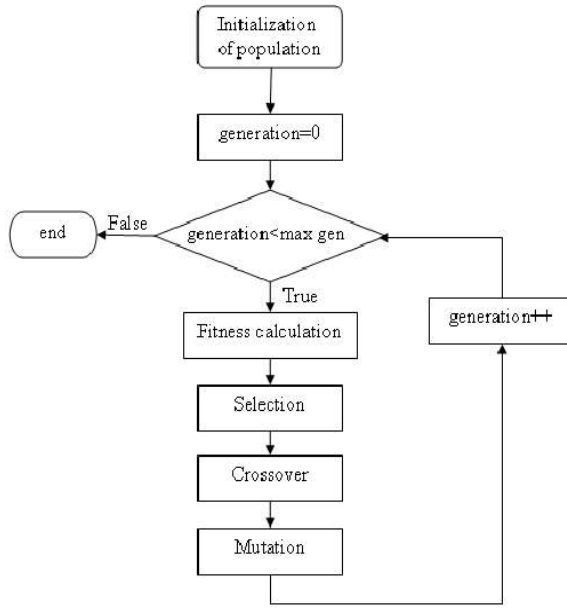 Initialization
of population
generation=0
generation<max gen
False
end
True
Fitness calculation
generation++
Selection
Crossover
Mutation